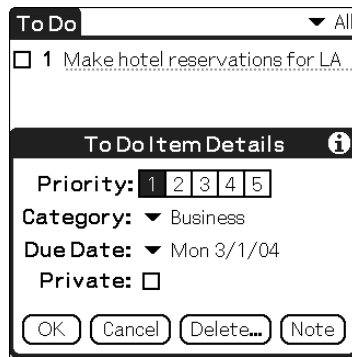 To Do All
1 Make hotel reservations for LA
To Do Item Details
Priority: 1 2 3 4 5
Category: Business
Due Date: Mon 3/1/04
Private:
OK Cancel Delete... Note